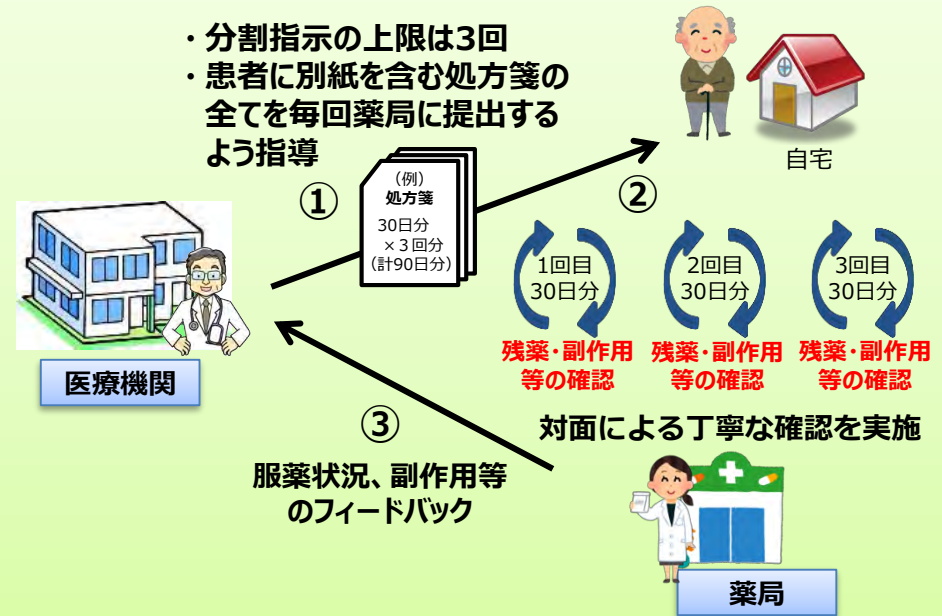 ・分割指示の上限は3回
・患者に別紙を含む処方箋の
全てを毎回薬局に提出する
よう指導
①
(例)
処方箋
30日分
×3回分
(計90日分)
②
自宅
1回目
30日分
2回目
30日分
3回目
30日分
残薬・副作用
等の確認
残薬・副作用
等の確認
残薬・副作用
等の確認
対面による丁寧な確認を実施
医療機関
③
服薬状況、副作用等
のフィードバック
薬局